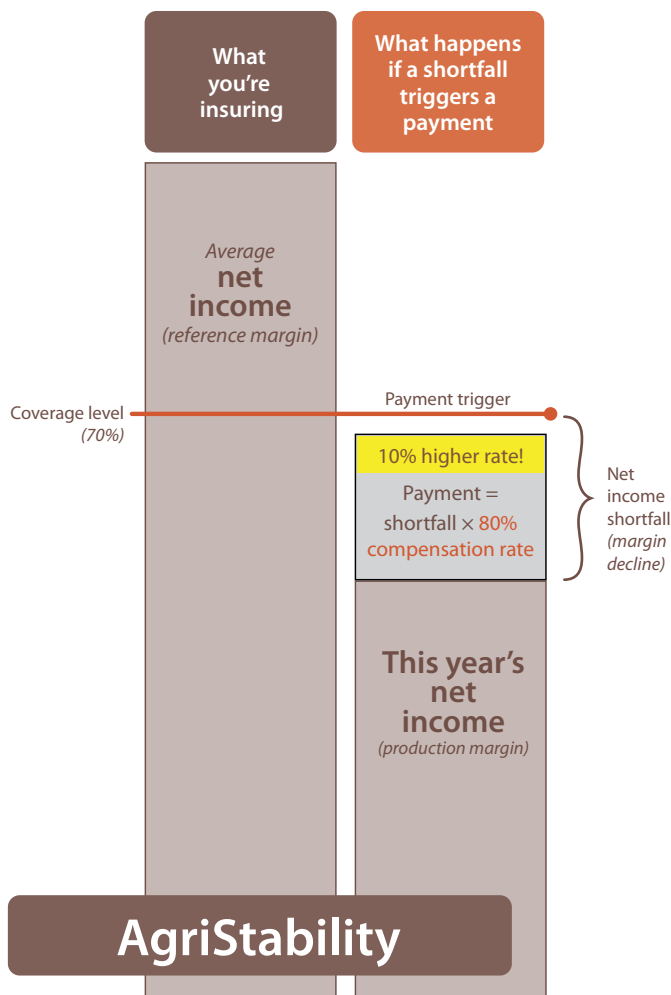 What
you're
insuring
What happens
if a shortfall
triggers a
payment
Average
net
income
(reference margin)
Coverage level
(70%)
Payment trigger
10% higher rate!
Payment =
shortfall × 80%
compensation rate
Net
income
shortfall
(margin
decline)
This year's
net
income
(production margin)
AgriStability